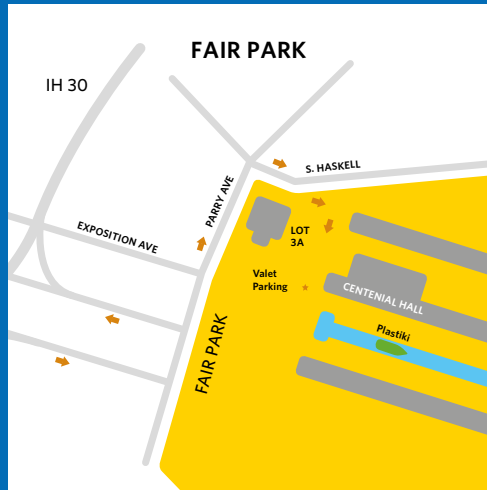 FAIR PARK
IH 30
S. HASKELL
PARRY AVE
EXPOSITION AVE
LOT
3A
Valet
Parking
CENTENIAL HALL
Plastiki
FAIR PARK